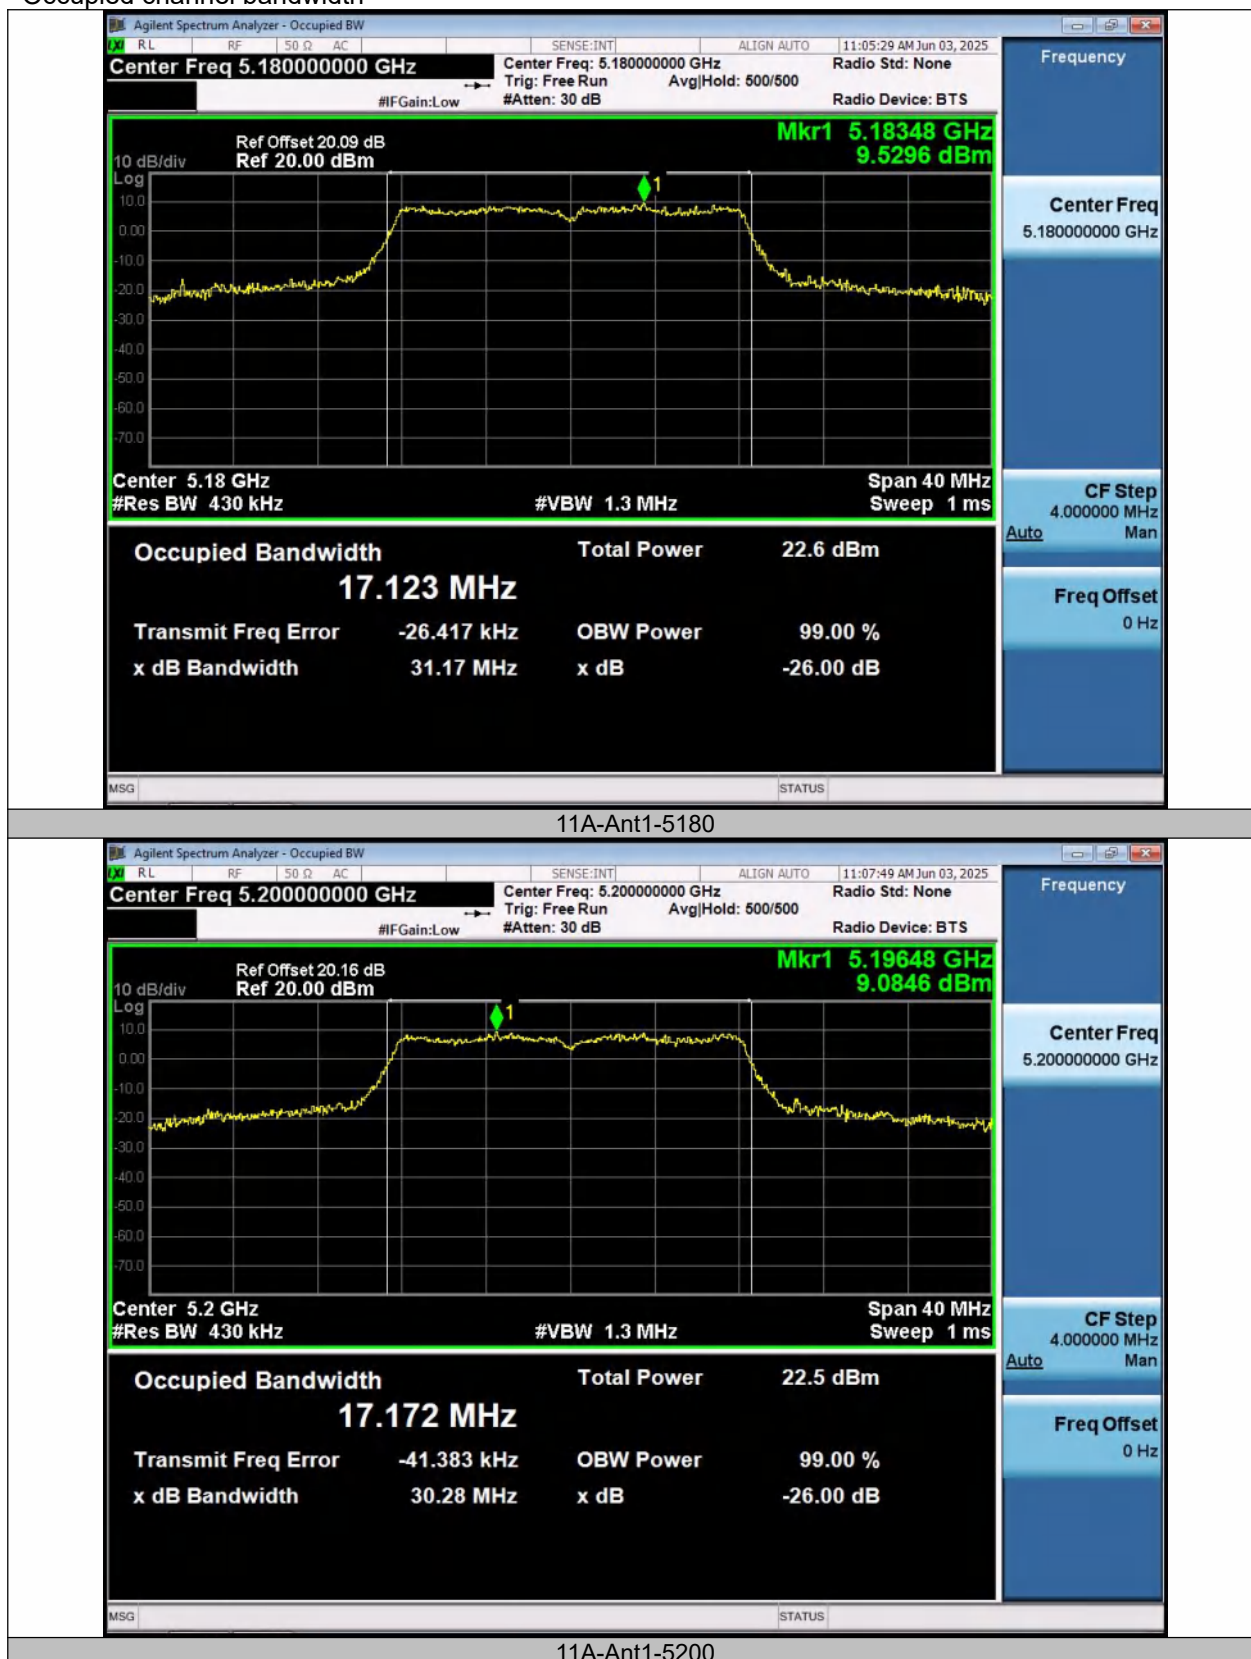 Occupied channel bandwidth
Agilent Spectrum Analyzer - Occupied BW
LXI RL RF 50 Ω AC SENSE:INT ALIGN AUTO 11:05:29 AM Jun 03, 2025
Center Freq 5.180000000 GHz
Center Freq: 5.180000000 GHz Radio Std: None
Trig: Free Run Avg|Hold: 500/500
#IFGain:Low #Atten: 30 dB Radio Device: BTS
Mkr1 5.18348 GHz
9.5296 dBm
Ref Offset 20.09 dB
10 dB/div Ref 20.00 dBm
Log
1
10.0
0.00
-10.0
-20.0
-30.0
-40.0
-50.0
-60.0
-70.0
Center 5.18 GHz Span 40 MHz
#Res BW 430 kHz #VBW 1.3 MHz Sweep 1 ms
Occupied Bandwidth Total Power 22.6 dBm
17.123 MHz
Transmit Freq Error -26.417 kHz OBW Power 99.00 %
x dB Bandwidth 31.17 MHz x dB -26.00 dB
MSG STATUS
Frequency
Center Freq
5.180000000 GHz
CF Step
4.000000 MHz
Auto Man
Freq Offset
0 Hz
11A-Ant1-5180
Agilent Spectrum Analyzer - Occupied BW
LXI RL RF 50 Ω AC SENSE:INT ALIGN AUTO 11:07:49 AM Jun 03, 2025
Center Freq 5.200000000 GHz
Center Freq: 5.200000000 GHz Radio Std: None
Trig: Free Run Avg|Hold: 500/500
#IFGain:Low #Atten: 30 dB Radio Device: BTS
Mkr1 5.19648 GHz
9.0846 dBm
Ref Offset 20.16 dB
10 dB/div Ref 20.00 dBm
Log
1
10.0
0.00
-10.0
-20.0
-30.0
-40.0
-50.0
-60.0
-70.0
Center 5.2 GHz Span 40 MHz
#Res BW 430 kHz #VBW 1.3 MHz Sweep 1 ms
Occupied Bandwidth Total Power 22.5 dBm
17.172 MHz
Transmit Freq Error -41.383 kHz OBW Power 99.00 %
x dB Bandwidth 30.28 MHz x dB -26.00 dB
MSG STATUS
Frequency
Center Freq
5.200000000 GHz
CF Step
4.000000 MHz
Auto Man
Freq Offset
0 Hz
11A-Ant1-5200